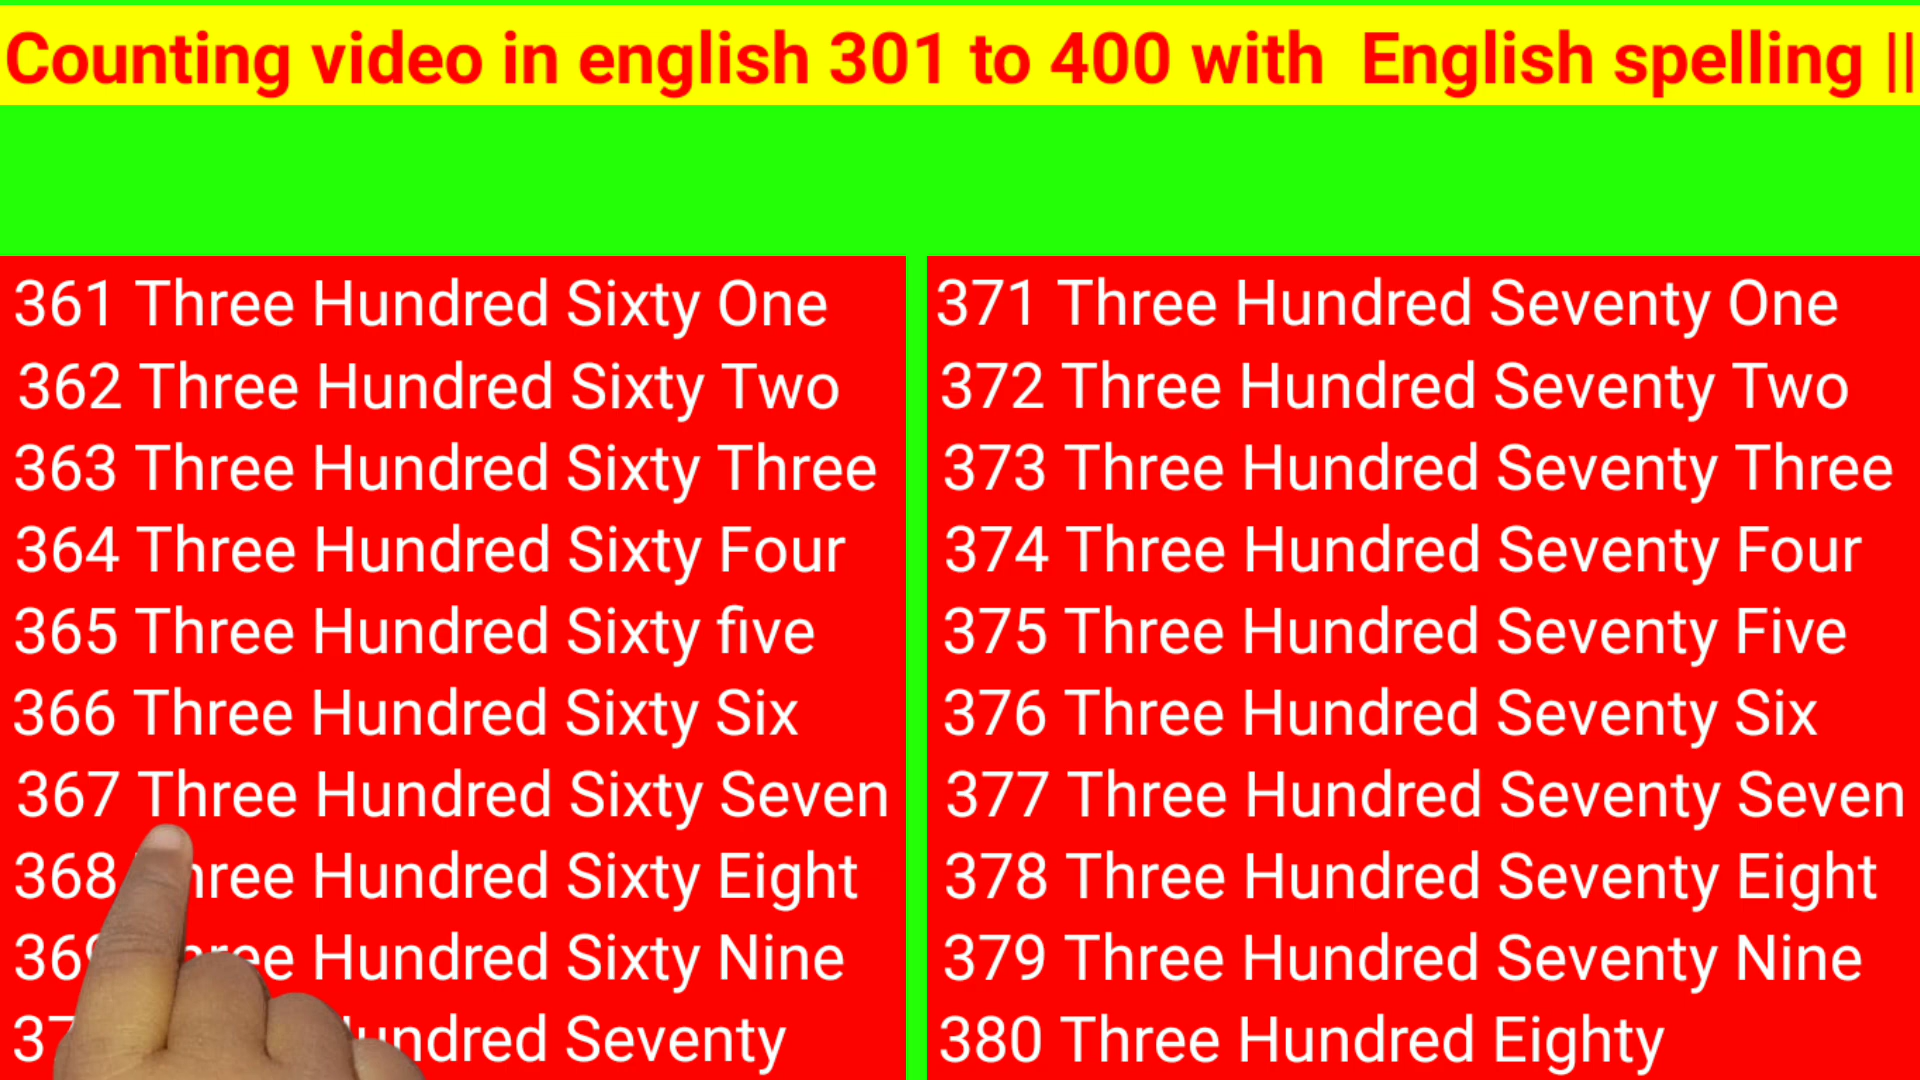 Counting video in english 301 to 400 with English spelling ||
361 Three Hundred Sixty One
362 Three Hundred Sixty Two
363 Three Hundred Sixty Three
364 Three Hundred Sixty Four
365 Three Hundred Sixty five
366 Three Hundred Sixty Six
367 Three Hundred Sixty Seven
368 Three Hundred Sixty Eight
369 Three Hundred Sixty Nine
Hundred Seventy
371 Three Hundred Seventy One
372 Three Hundred Seventy Two
373 Three Hundred Seventy Three
374 Three Hundred Seventy Four
375 Three Hundred Seventy Five
376 Three Hundred Seventy Six
377 Three Hundred Seventy Seven
378 Three Hundred Seventy Eight
379 Three Hundred Seventy Nine
380 Three Hundred Eighty